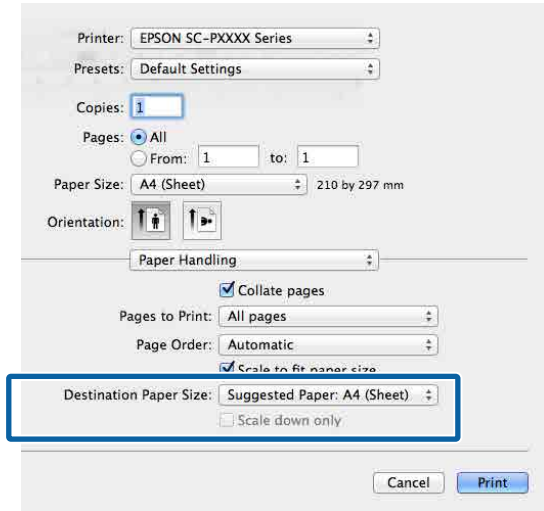 Printer: EPSON SC-PXXXX Series
Presets: Default Settings
Copies: 1
Pages: All
From: 1 to: 1
Paper Size: A4 (Sheet) 210 by 297 mm
Orientation:
Paper Handling
Collate pages
Pages to Print: All pages
Page Order: Automatic
Scale to fit paper size
Destination Paper Size: Suggested Paper: A4 (Sheet)
Scale down only
Cancel Print